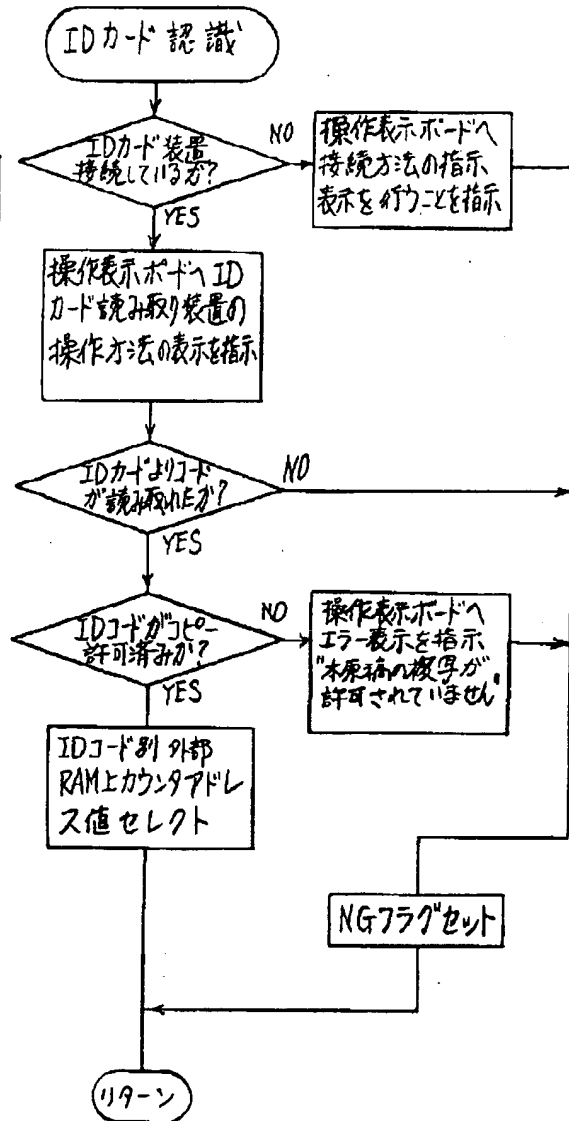 IDカード 認識
IDカード装置
接続しているか?
NO
操作表示ボードへ
接続方法の指示
表示を行うことを指示
YES
操作表示ボードへID
カード読み取り装置の
操作方法の表示を指示
IDカードよりコード
が読み取れたか?
NO
YES
IDコードがコピー
許可済みか?
NO
操作表示ボードへ
エラー表示を指示
"本原稿の複写が
許可されていません"
YES
IDコード別 外部
RAM上カウンタアドレ
ス値セレクト
NGフラグセット
リターン